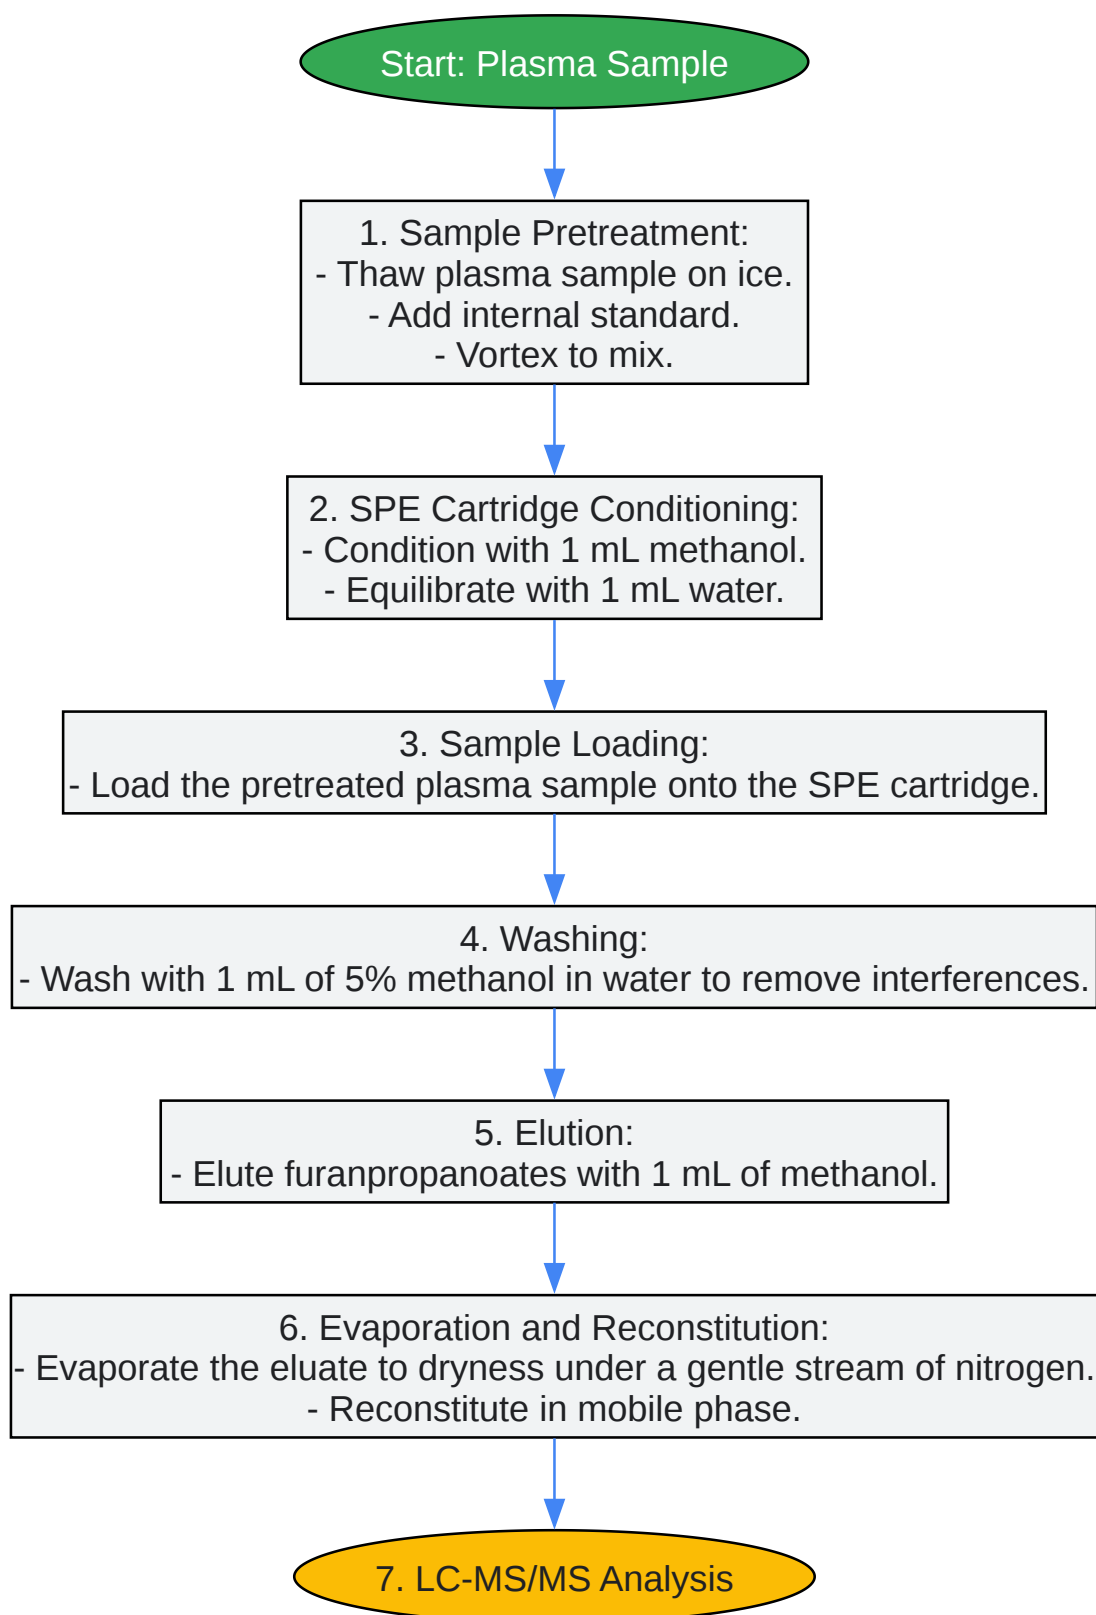 Start: Plasma Sample
1. Sample Pretreatment:
- Thaw plasma sample on ice.
- Add internal standard.
- Vortex to mix.
2. SPE Cartridge Conditioning:
- Condition with 1 mL methanol.
- Equilibrate with 1 mL water.
3. Sample Loading:
- Load the pretreated plasma sample onto the SPE cartridge.
4. Washing:
- Wash with 1 mL of 5% methanol in water to remove interferences.
5. Elution:
- Elute furanpropanoates with 1 mL of methanol.
6. Evaporation and Reconstitution:
- Evaporate the eluate to dryness under a gentle stream of nitrogen.
- Reconstitute in mobile phase.
7. LC-MS/MS Analysis